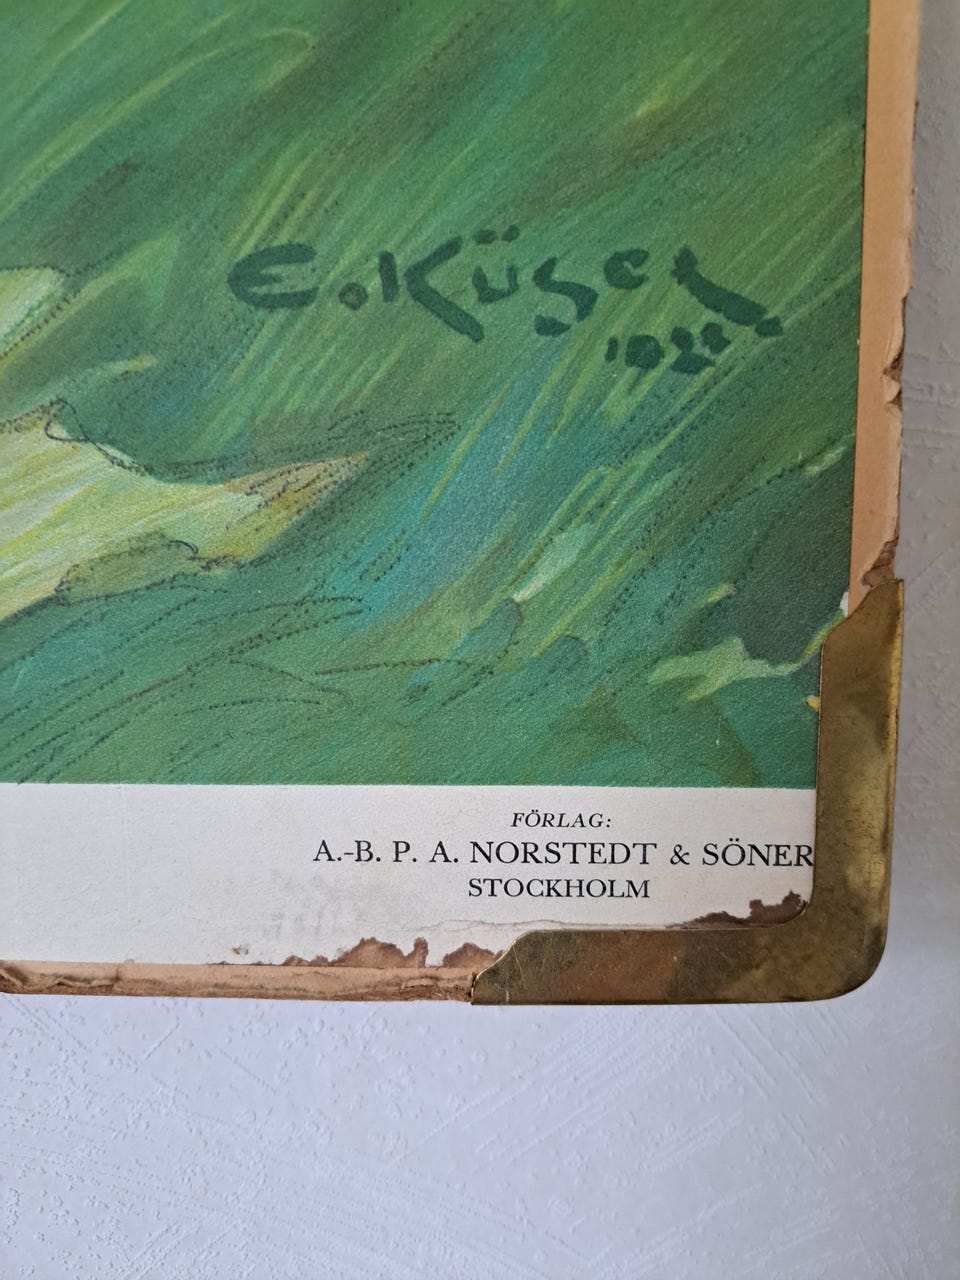 E. Küsel
FÖRLAG:
A.-B. P. A. NORSTEDT & SÖNER
STOCKHOLM